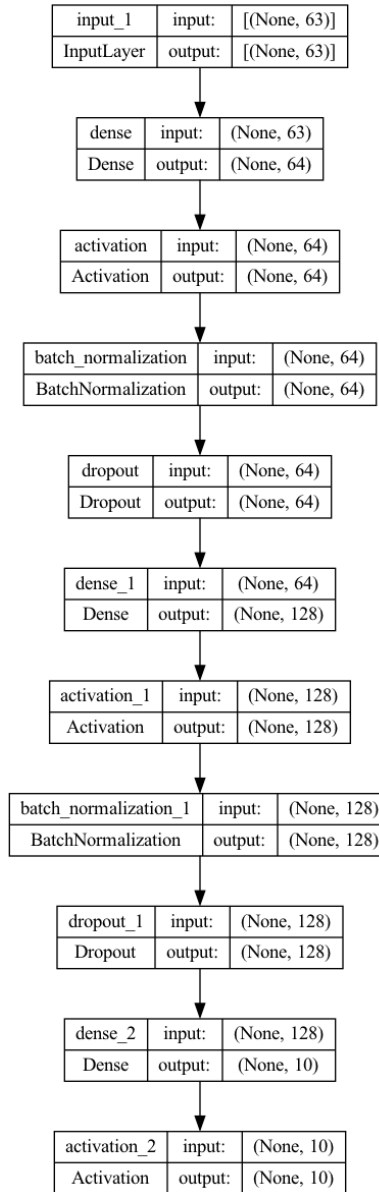 input_1 input: [(None, 63)]
InputLayer output: [(None, 63)]
dense input: (None, 63)
Dense output: (None, 64)
activation input: (None, 64)
Activation output: (None, 64)
batch_normalization input: (None, 64)
BatchNormalization output: (None, 64)
dropout input: (None, 64)
Dropout output: (None, 64)
dense_1 input: (None, 64)
Dense output: (None, 128)
activation_1 input: (None, 128)
Activation output: (None, 128)
batch_normalization_1 input: (None, 128)
BatchNormalization output: (None, 128)
dropout_1 input: (None, 128)
Dropout output: (None, 128)
dense_2 input: (None, 128)
Dense output: (None, 10)
activation_2 input: (None, 10)
Activation output: (None, 10)